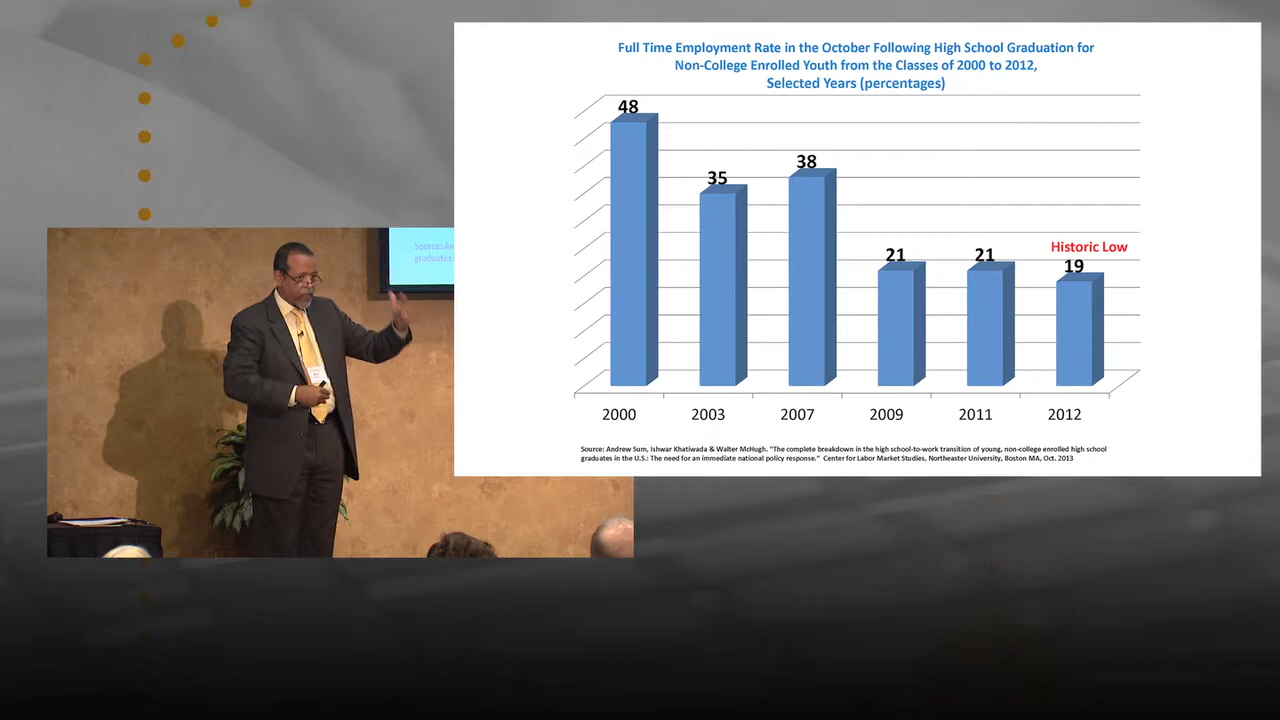 Full Time Employment Rate in the October Following High School Graduation for
Non-College Enrolled Youth from the Classes of 2000 to 2012,
Selected Years (percentages)
48
35
38
21
21
Historic Low
19
2000
2003
2007
2009
2011
2012
Source: Andrew Sum, Ishwar Khatiwada & Walter McHugh. "The complete breakdown in the high school-to-work transition of young, non-college enrolled high school
graduates in the U.S.: The need for an immediate national policy response." Center for Labor Market Studies, Northeaster University, Boston MA, Oct. 2013
Source: An
graduates